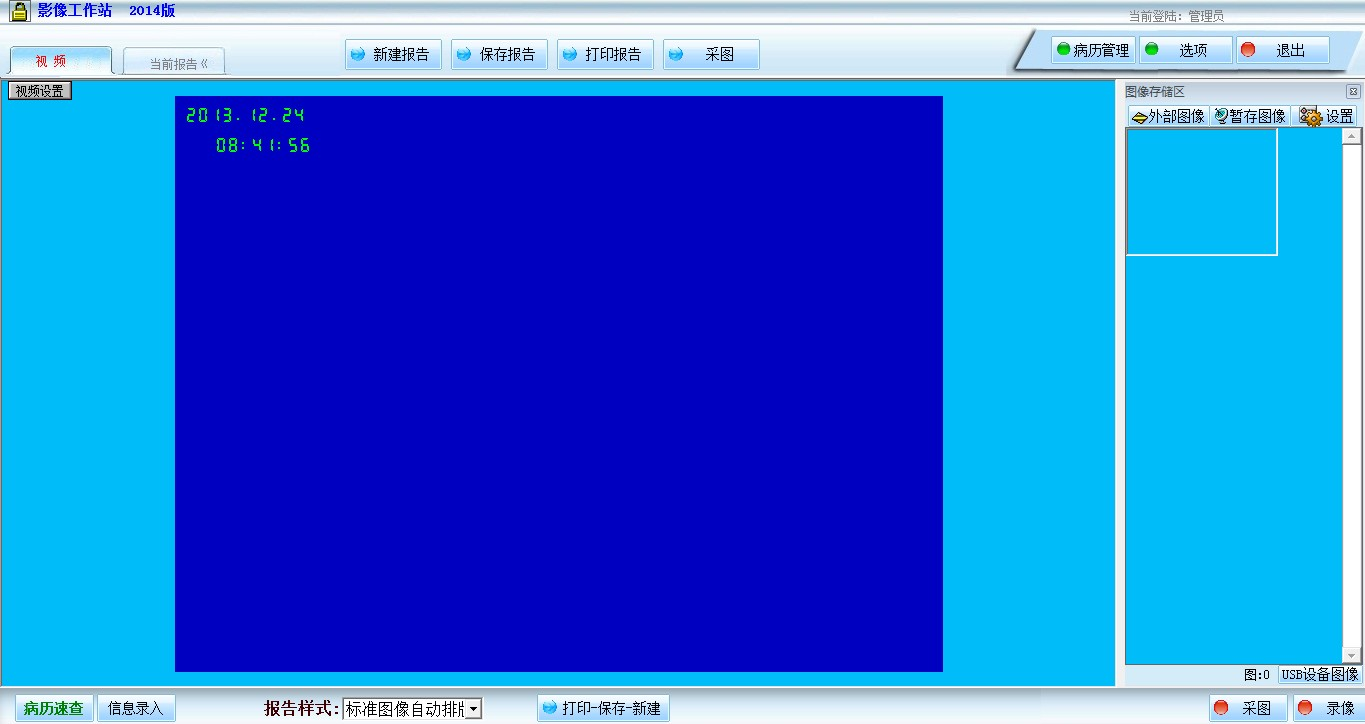 影像工作站 2014版
当前登陆: 管理员
视 频
当前报告《
新建报告
保存报告
打印报告
采图
病历管理
选项
退出
视频设置
2013.12.24
08:41:56
图像存储区
外部图像
暂存图像
设置
图:0
USB设备图像
病历速查
信息录入
报告样式:
标准图像自动排
打印-保存-新建
采图
录像